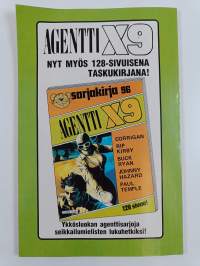 AGENTTI X9
NYT MYÖS 128-SIVUISENA
TASKUKIRJANA!
sarjakirja 96
AGENTTI X9
CORRIGAN
RIP
KIRBY
BUCK
RYAN
JOHNNY
HAZARD
PAUL
TEMPLE
128 sivua!
Ykkösluokan agenttisarjoja
seikkailumielisten lukuhetkiksi!